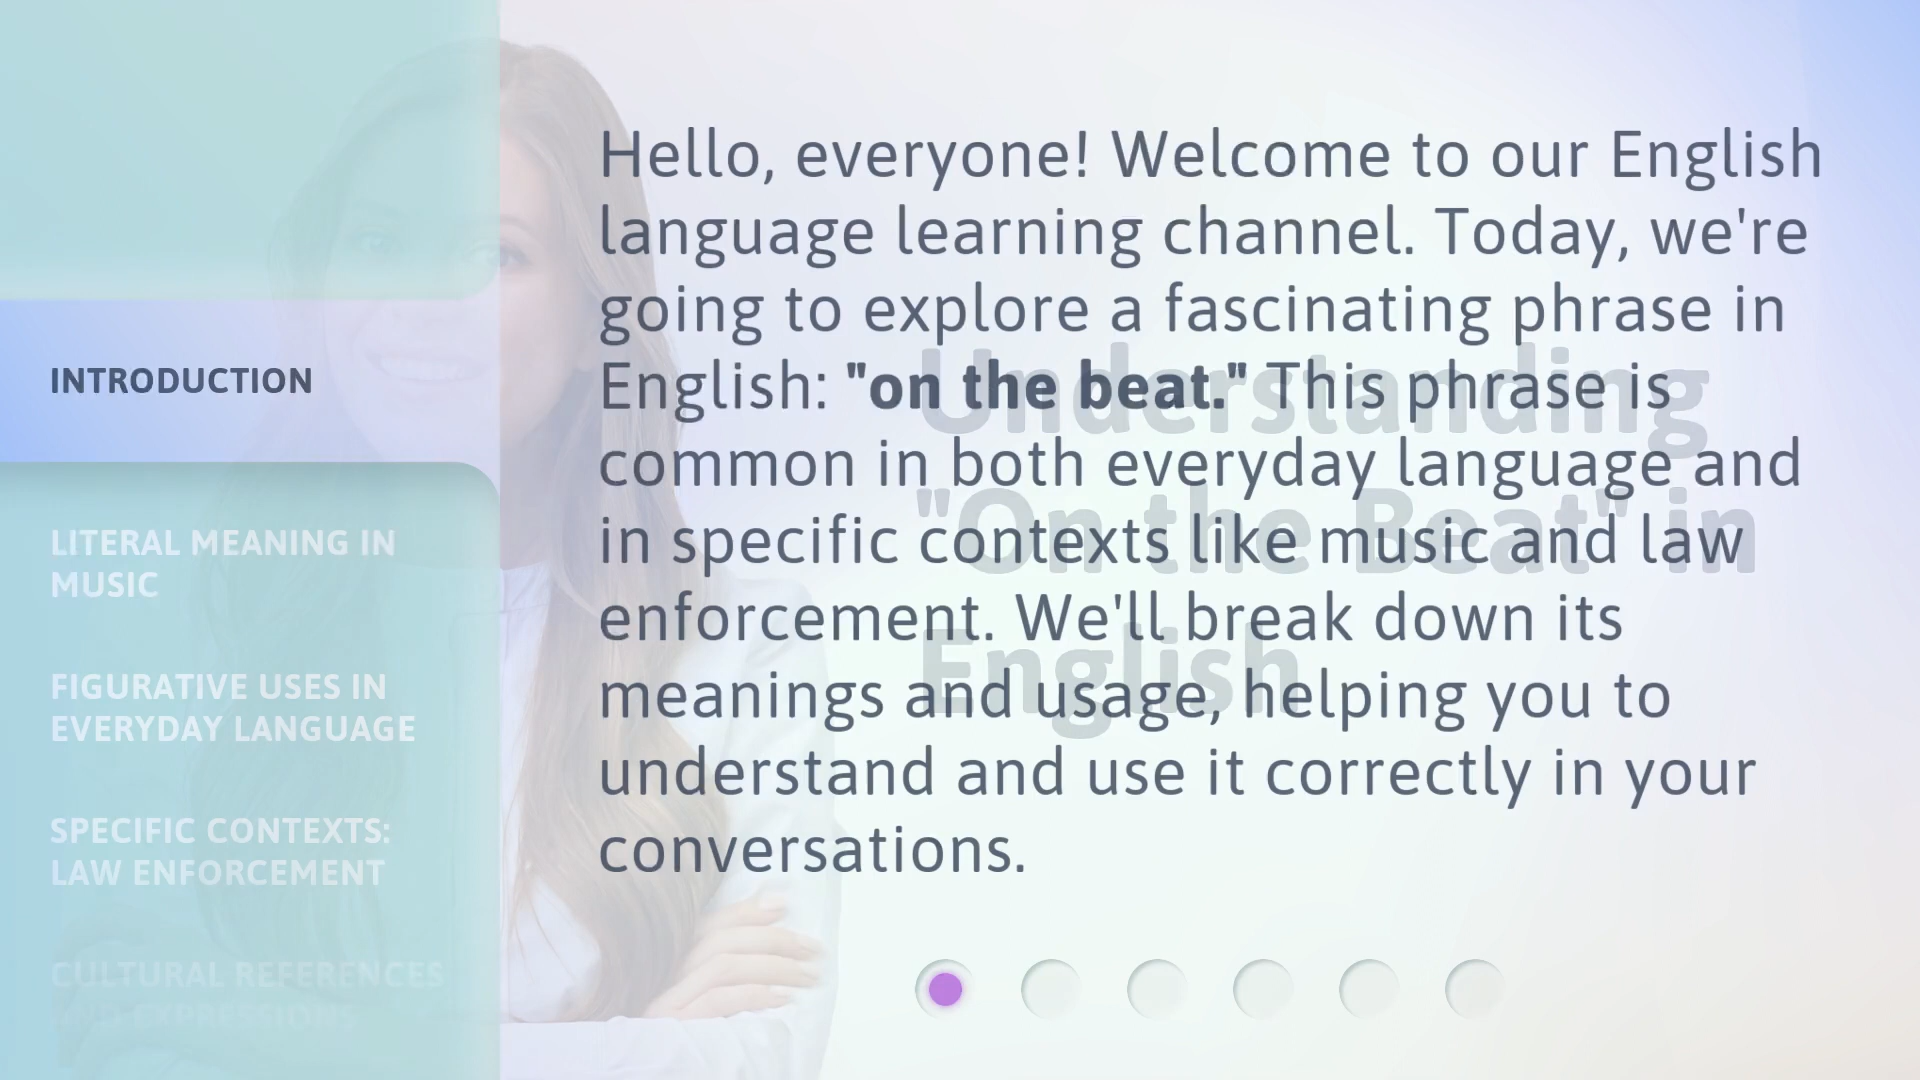 INTRODUCTION
LITERAL MEANING IN
MUSIC
FIGURATIVE USES IN
EVERYDAY LANGUAGE
SPECIFIC CONTEXTS:
LAW ENFORCEMENT
CULTURAL REFERENCES
AND EXPRESSIONS
Hello, everyone! Welcome to our English
language learning channel. Today, we're
going to explore a fascinating phrase in
English: "on the beat." This phrase is
common in both everyday language and
in specific contexts like music and law
enforcement. We'll break down its
meanings and usage, helping you to
understand and use it correctly in your
conversations.
Understanding
"On the Beat" in
English